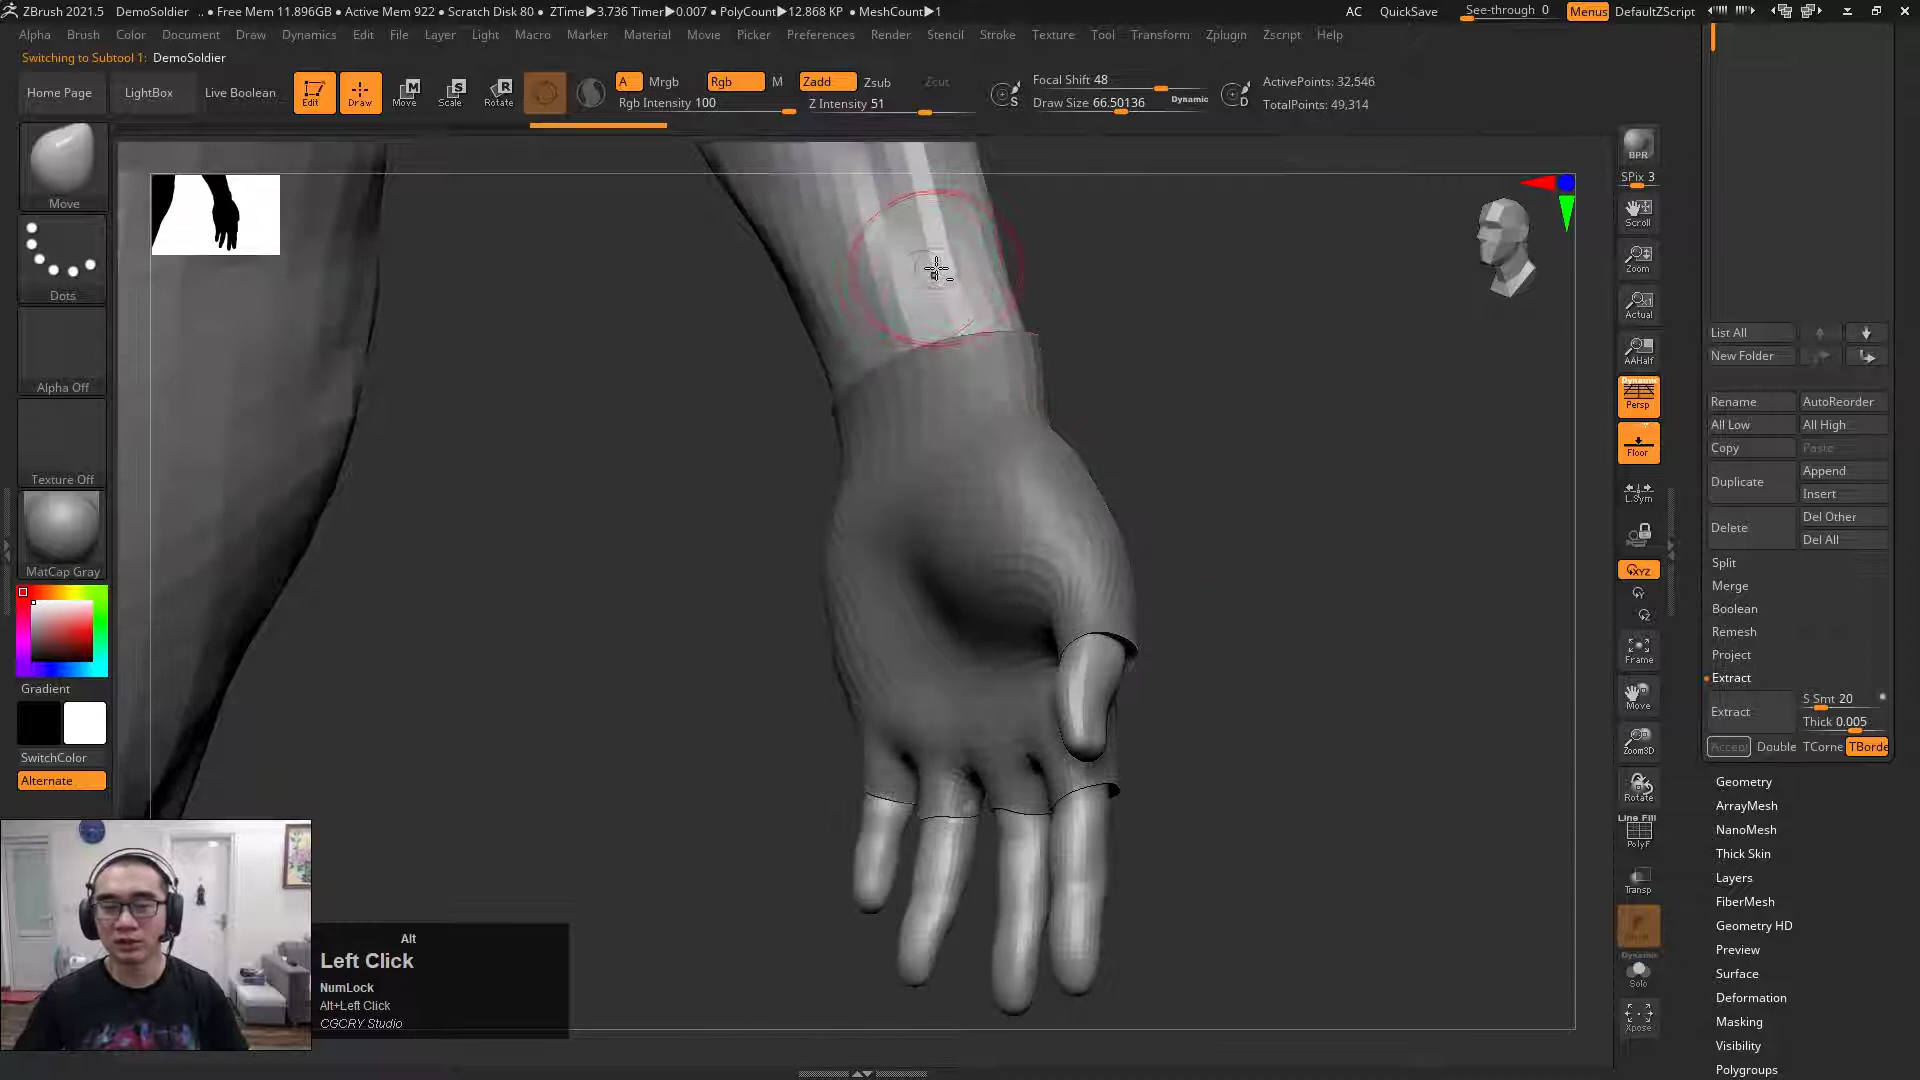 ZBrush 2021.5 DemoSoldier .. ● Free Mem 11.896GB ● Active Mem 922 ● Scratch Disk 80 ● ZTime▶3.736 Timer▶0.007 ● PolyCount▶12.868 KP ● MeshCount▶1 AC QuickSave See-through 0 Menus DefaultZScript
Alpha Brush Color Document Draw Dynamics Edit File Layer Light Macro Marker Material Movie Picker Preferences Render Stencil Stroke Texture Tool Transform Zplugin Zscript Help
Switching to Subtool 1: DemoSoldier
Home Page LightBox Live Boolean Edit Draw Move Scale Rotate
A Mrgb Rgb M Zadd Zsub Zcut
Rgb Intensity 100 Z Intensity 51
Focal Shift 48
Draw Size 66.50136 Dynamic
ActivePoints: 32,546
TotalPoints: 49,314
Move
Dots
Alpha Off
Texture Off
MatCap Gray
Gradient
SwitchColor
Alternate
BPR
SPix 3
Scroll
Zoom
Actual
AAHalf
Dynamic
Persp
Floor
L.Sym
XYZ
Frame
Move
Zoom3D
Rotate
Line Fill
PolyF
Transp
Dynamic
Solo
Xpose
List All
New Folder
Rename AutoReorder
All Low All High
Copy Paste
Duplicate Append
Insert
Delete Del Other
Del All
Split
Merge
Boolean
Remesh
Project
Extract
Extract S Smt 20
Thick 0.005
Accept Double TCorne TBorde
Geometry
ArrayMesh
NanoMesh
Thick Skin
Layers
FiberMesh
Geometry HD
Preview
Surface
Deformation
Masking
Visibility
Polygroups
Alt
Left Click
NumLock
Alt+Left Click
CGCRY Studio